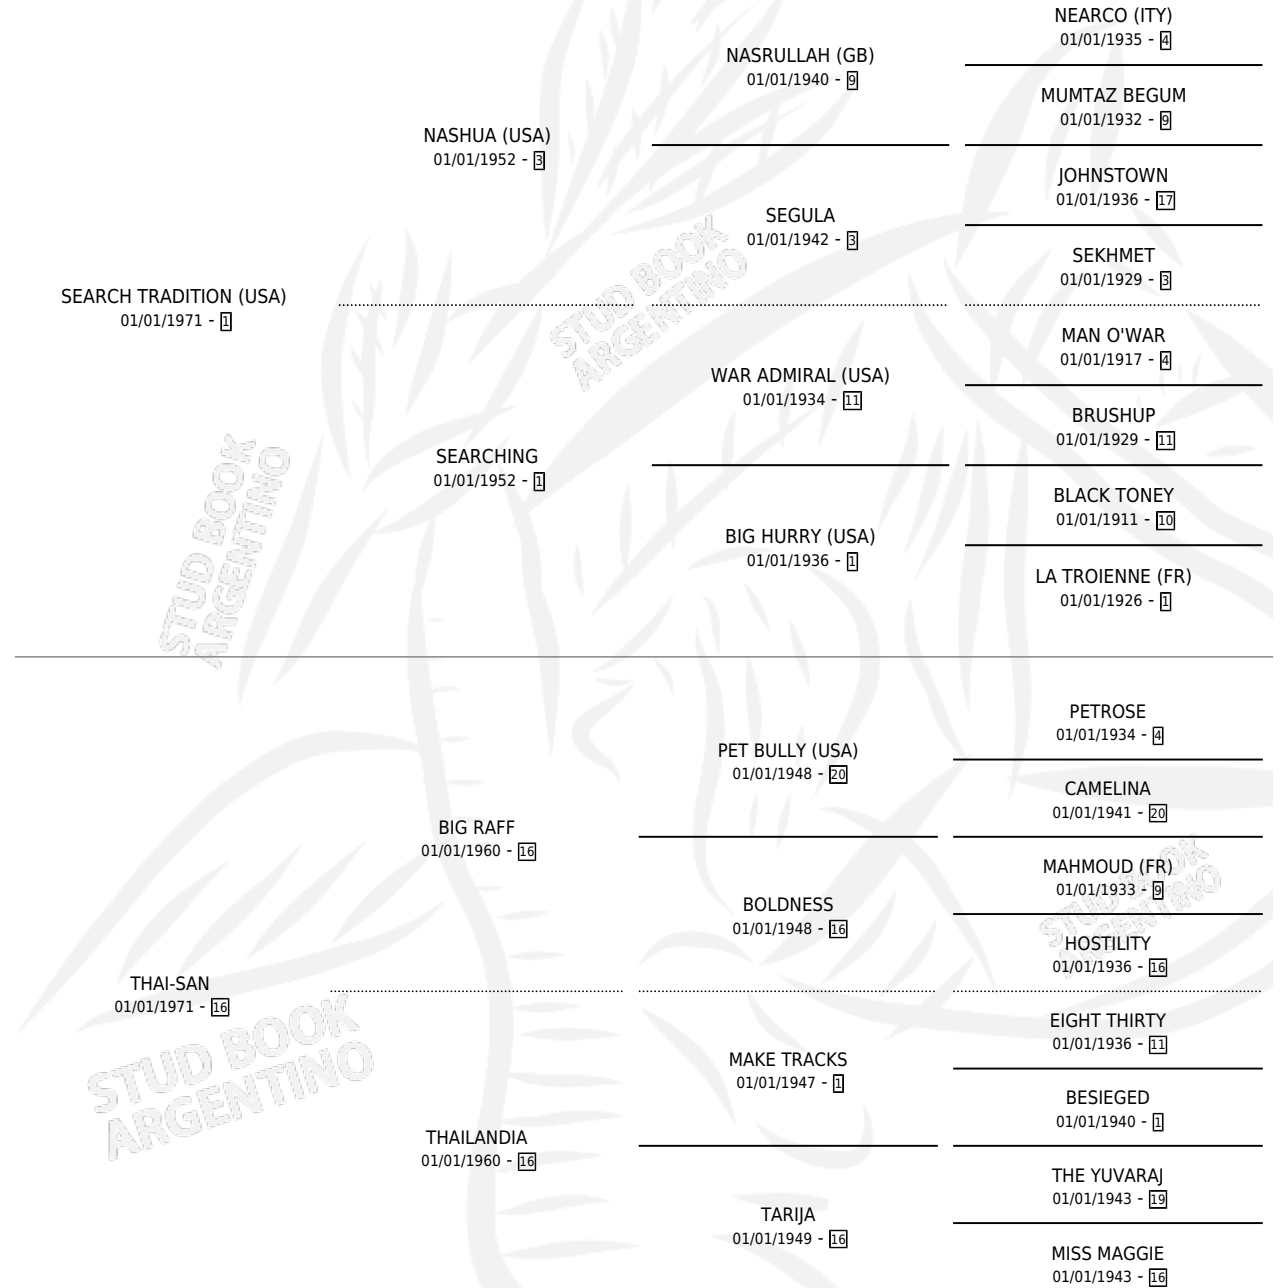 NEARCO (ITY)
01/01/1935 - 4
NASRULLAH (GB)
01/01/1940 - 9
MUMTAZ BEGUM
01/01/1932 - 9
NASHUA (USA)
01/01/1952 - 3
JOHNSTOWN
01/01/1936 - 17
SEGULA
01/01/1942 - 3
SEKHMET
01/01/1929 - 3
SEARCH TRADITION (USA)
01/01/1971 - 1
MAN O'WAR
01/01/1917 - 4
WAR ADMIRAL (USA)
01/01/1934 - 11
BRUSHUP
01/01/1929 - 11
SEARCHING
01/01/1952 - 1
BLACK TONEY
01/01/1911 - 10
BIG HURRY (USA)
01/01/1936 - 1
LA TROIENNE (FR)
01/01/1926 - 1
PETROSE
01/01/1934 - 4
PET BULLY (USA)
01/01/1948 - 20
CAMELINA
01/01/1941 - 20
BIG RAFF
01/01/1960 - 16
MAHMOUD (FR)
01/01/1933 - 9
BOLDNESS
01/01/1948 - 16
HOSTILITY
01/01/1936 - 16
THAI-SAN
01/01/1971 - 16
EIGHT THIRTY
01/01/1936 - 11
MAKE TRACKS
01/01/1947 - 1
BESIEGED
01/01/1940 - 1
THAILANDIA
01/01/1960 - 16
THE YUVARAJ
01/01/1943 - 19
TARIJA
01/01/1949 - 16
MISS MAGGIE
01/01/1943 - 16
STUD BOOK
ARGENTINO
STUD BOOK
ARGENTINO
STUD BOOK
ARGENTINO
STUD BOOK
ARGENTINO